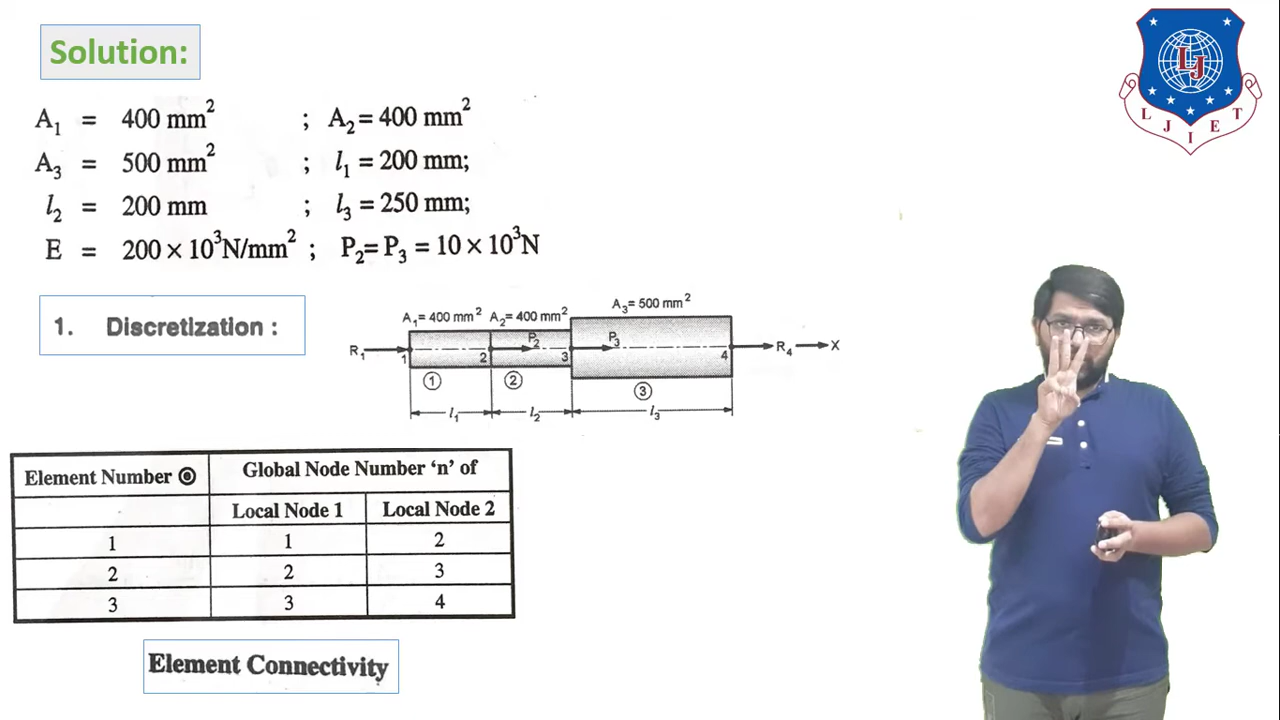 Solution:
A₁ = 400 mm² ; A₂ = 400 mm²
A₃ = 500 mm² ; l₁ = 200 mm;
l₂ = 200 mm ; l₃ = 250 mm;
E = 200 × 10³N/mm² ; P₂= P₃ = 10 × 10³N
1. Discretization :
A₁= 400 mm² A₂= 400 mm² A₃= 500 mm²
R₁ 1 2 P₂ 3 P₃ 4 R₄ X
① ② ③
l₁ l₂ l₃
Element Number ⓔ Global Node Number ‘n’ of
Local Node 1 Local Node 2
1 1 2
2 2 3
3 3 4
Element Connectivity
LJ
L J I E T